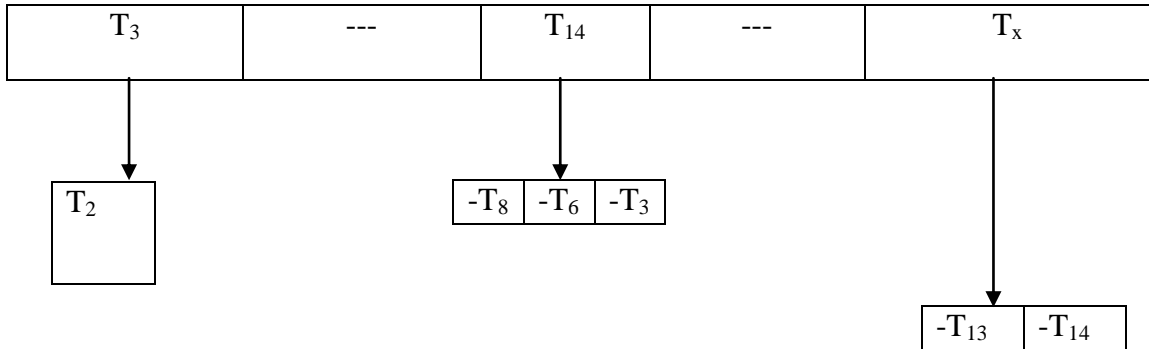 T₃ --- T₁₄ --- Tₓ
T₂
-T₈ -T₆ -T₃
-T₁₃ -T₁₄